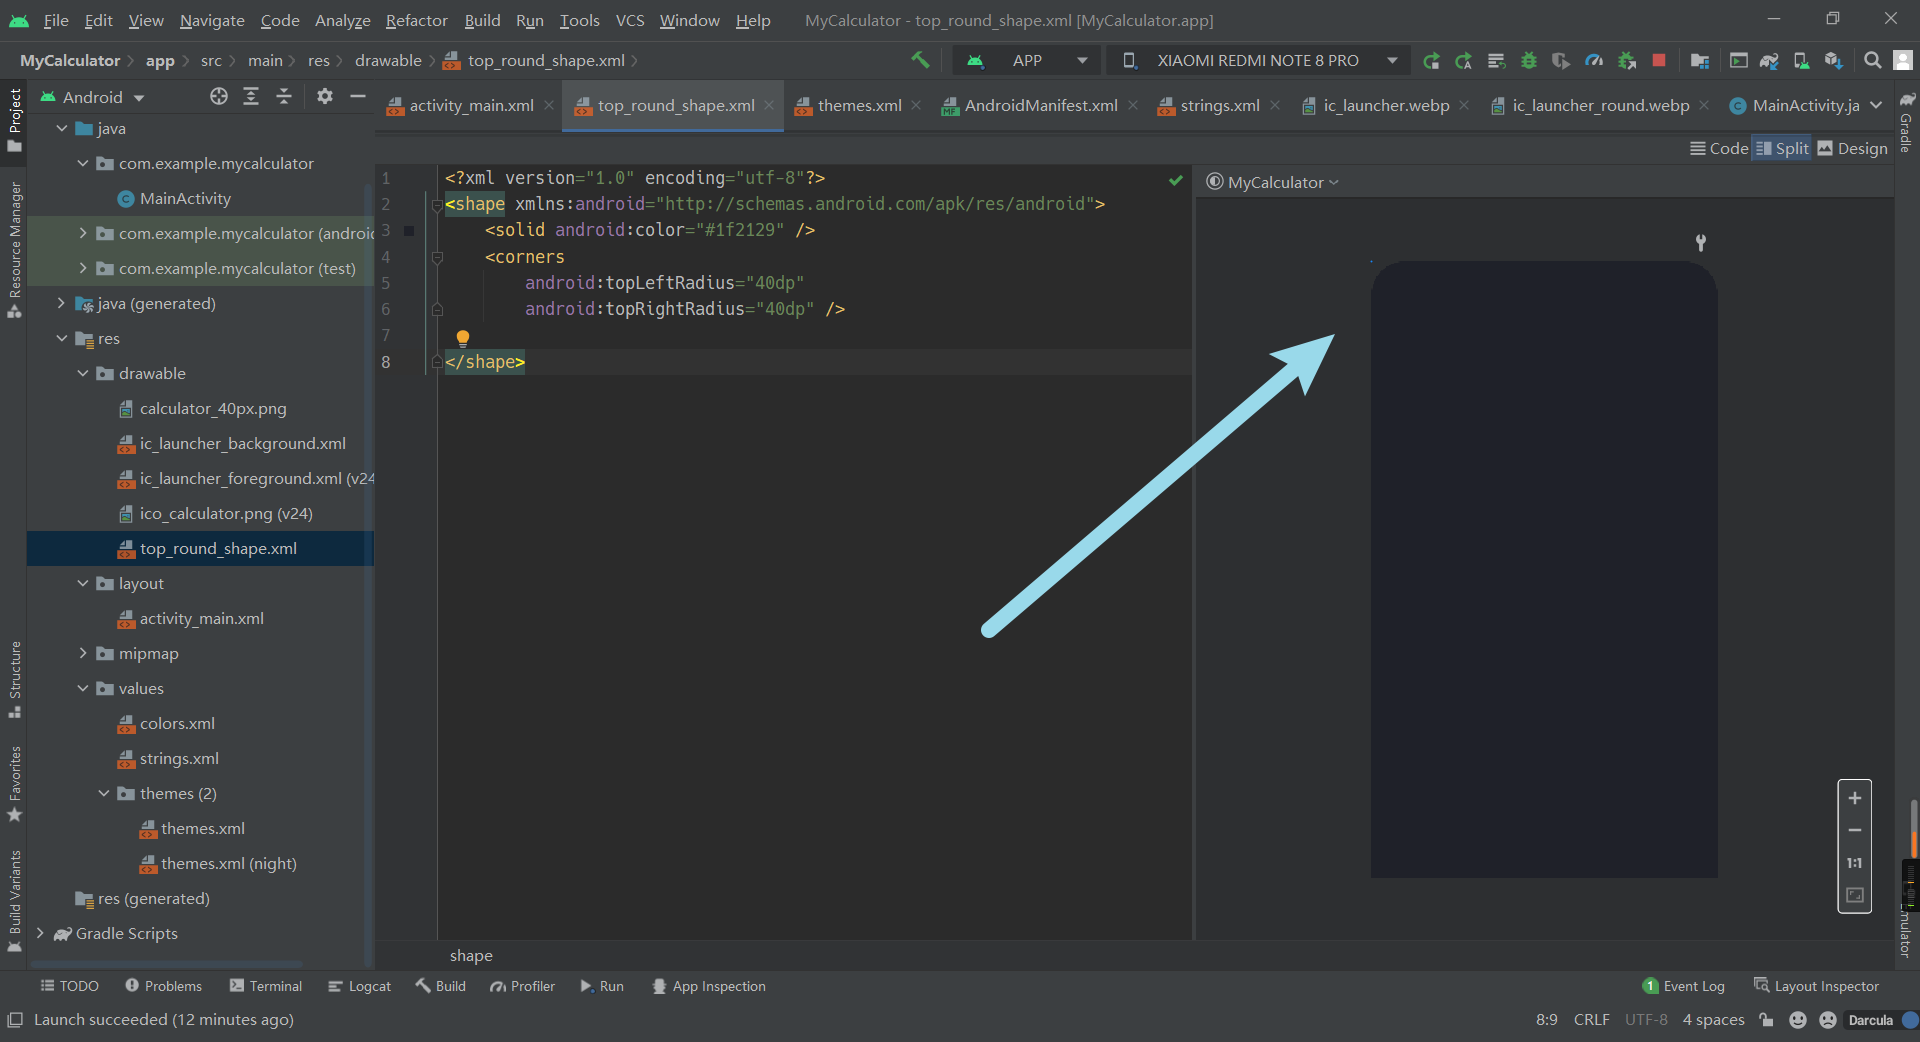 File Edit View Navigate Code Analyze Refactor Build Run Tools VCS Window Help MyCalculator - top_round_shape.xml [MyCalculator.app]
MyCalculator app src main res drawable top_round_shape.xml APP XIAOMI REDMI NOTE 8 PRO
Android
activity_main.xml top_round_shape.xml themes.xml AndroidManifest.xml strings.xml ic_launcher.webp ic_launcher_round.webp MainActivity.ja
Code Split Design
MyCalculator
Project
Resource Manager
Structure
Favorites
Build Variants
java
com.example.mycalculator
MainActivity
com.example.mycalculator (androi
com.example.mycalculator (test)
java (generated)
res
drawable
calculator_40px.png
ic_launcher_background.xml
ic_launcher_foreground.xml (v24
ico_calculator.png (v24)
top_round_shape.xml
layout
activity_main.xml
mipmap
values
colors.xml
strings.xml
themes (2)
themes.xml
themes.xml (night)
res (generated)
Gradle Scripts
1 <?xml version="1.0" encoding="utf-8"?>
2 <shape xmlns:android="http://schemas.android.com/apk/res/android">
3 <solid android:color="#1f2129" />
4 <corners
5 android:topLeftRadius="40dp"
6 android:topRightRadius="40dp" />
7
8 </shape>
shape
1:1
Gradle
Emulator
TODO Problems Terminal Logcat Build Profiler Run App Inspection 1 Event Log Layout Inspector
Launch succeeded (12 minutes ago) 8:9 CRLF UTF-8 4 spaces Darcula